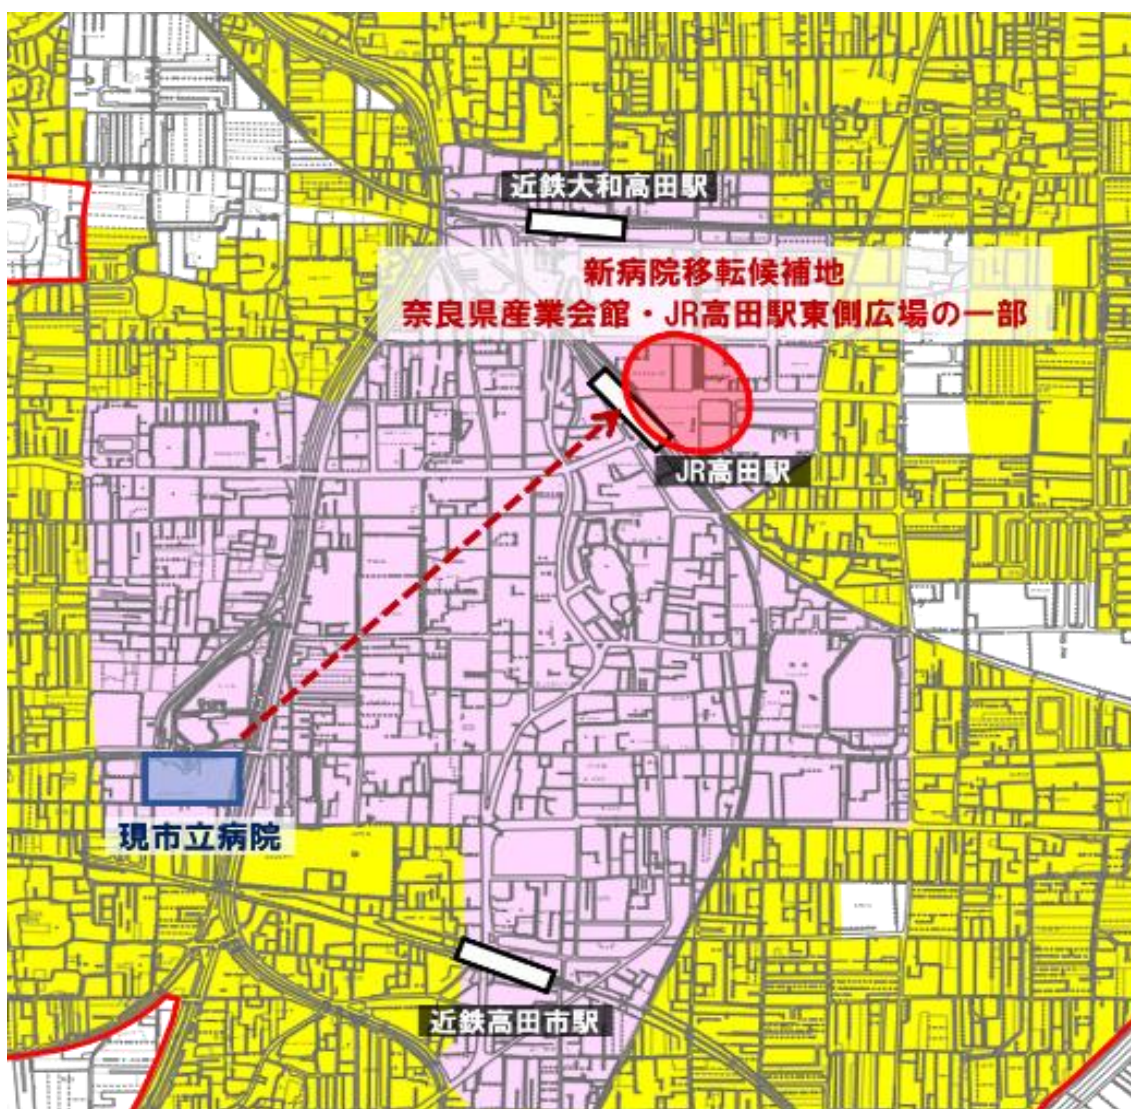 近鉄大和高田駅
新病院移転候補地
奈良県産業会館・JR高田駅東側広場の一部
JR高田駅
現市立病院
近鉄高田市駅